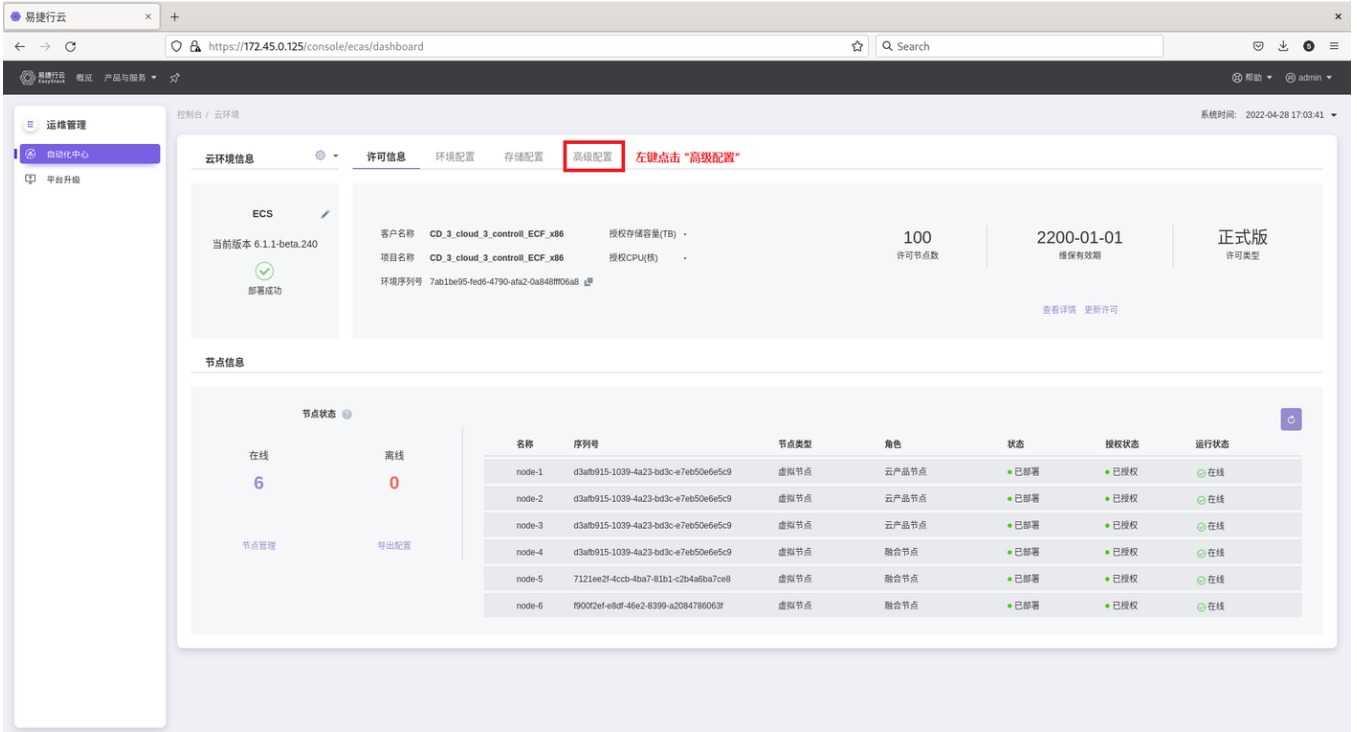 易捷行云
https://172.45.0.125/console/ecas/dashboard
Search
5
易捷行云
EasyStack
概览 产品与服务
帮助 admin
运维管理
自动化中心
平台升级
控制台 / 云环境
系统时间: 2022-04-28 17:03:41
云环境信息
许可信息 环境配置 存储配置 高级配置 左键点击 "高级配置"
ECS
当前版本 6.1.1-beta.240
部署成功
客户名称 CD_3_cloud_3_controll_ECF_x86 授权存储容量(TB) -
项目名称 CD_3_cloud_3_controll_ECF_x86 授权CPU(核) -
环境序列号 7ab1be95-fed6-4790-afa2-0a848fff06a8
100
许可节点数
2200-01-01
维保有效期
正式版
许可类型
查看详情 更新许可
节点信息
节点状态
在线
6
离线
0
节点管理
导出配置
名称 序列号 节点类型 角色 状态 授权状态 运行状态
node-1 d3afb915-1039-4a23-bd3c-e7eb50e6e5c9 虚拟节点 云产品节点 已部署 已授权 在线
node-2 d3afb915-1039-4a23-bd3c-e7eb50e6e5c9 虚拟节点 云产品节点 已部署 已授权 在线
node-3 d3afb915-1039-4a23-bd3c-e7eb50e6e5c9 虚拟节点 云产品节点 已部署 已授权 在线
node-4 d3afb915-1039-4a23-bd3c-e7eb50e6e5c9 虚拟节点 融合节点 已部署 已授权 在线
node-5 7121ee2f-4ccb-4ba7-81b1-c2b4a6ba7ce8 虚拟节点 融合节点 已部署 已授权 在线
node-6 f900f2ef-e8df-46e2-8399-a2084786063f 虚拟节点 融合节点 已部署 已授权 在线